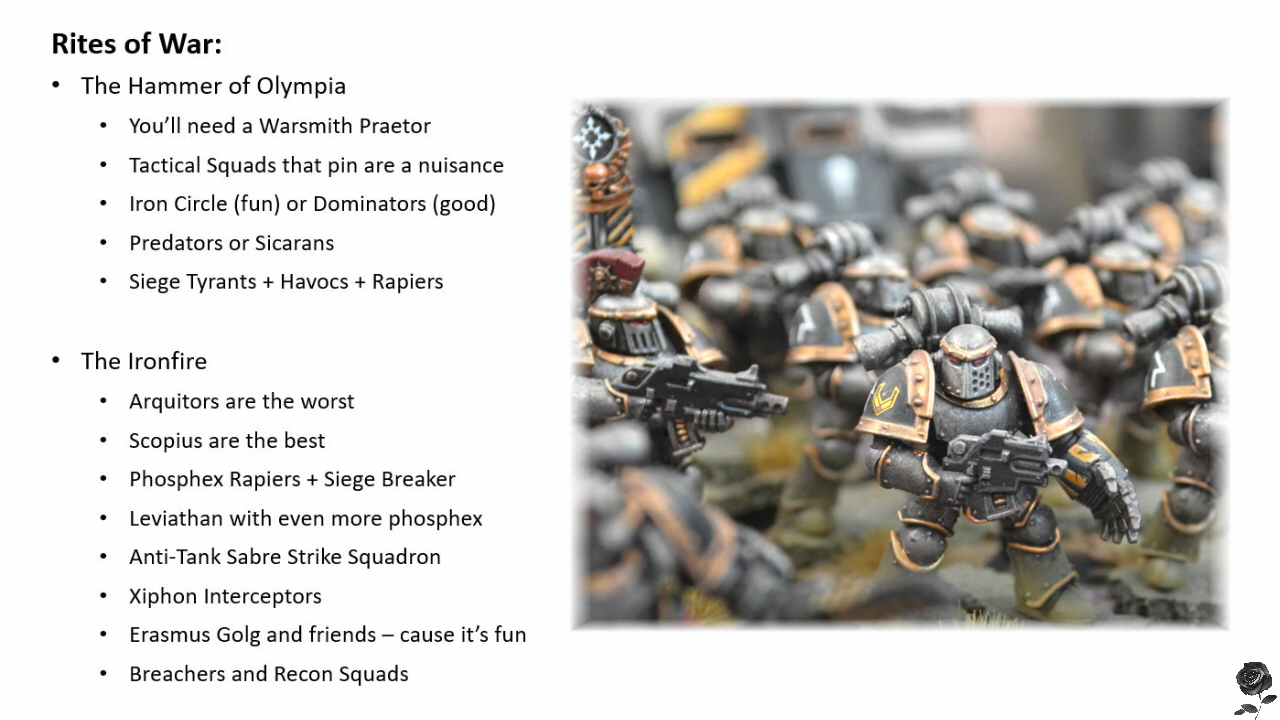 Rites of War:
• The Hammer of Olympia
• You'll need a Warsmith Praetor
• Tactical Squads that pin are a nuisance
• Iron Circle (fun) or Dominators (good)
• Predators or Sicarans
• Siege Tyrants + Havocs + Rapiers
• The Ironfire
• Arquitors are the worst
• Scopius are the best
• Phosphex Rapiers + Siege Breaker
• Leviathan with even more phosphex
• Anti-Tank Sabre Strike Squadron
• Xiphon Interceptors
• Erasmus Golg and friends – cause it's fun
• Breachers and Recon Squads